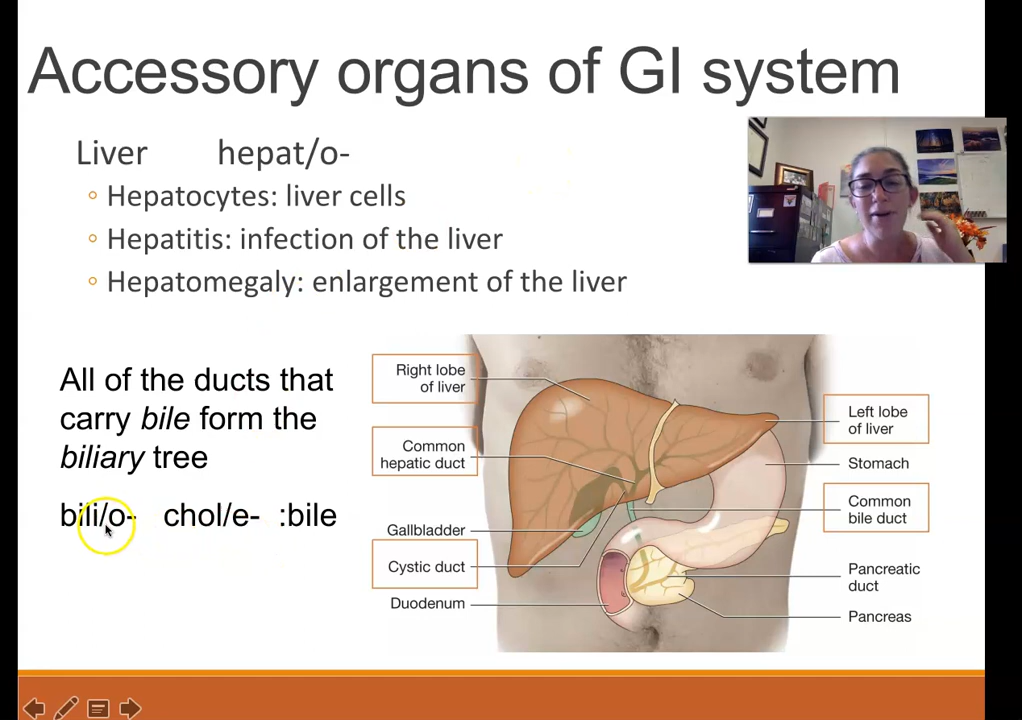 Accessory organs of GI system
Liver hepat/o-
Hepatocytes: liver cells
Hepatitis: infection of the liver
Hepatomegaly: enlargement of the liver
All of the ducts that
carry bile form the
biliary tree
bili/o- chol/e- :bile
Right lobe
of liver
Common
hepatic duct
Gallbladder
Cystic duct
Duodenum
Left lobe
of liver
Stomach
Common
bile duct
Pancreatic
duct
Pancreas